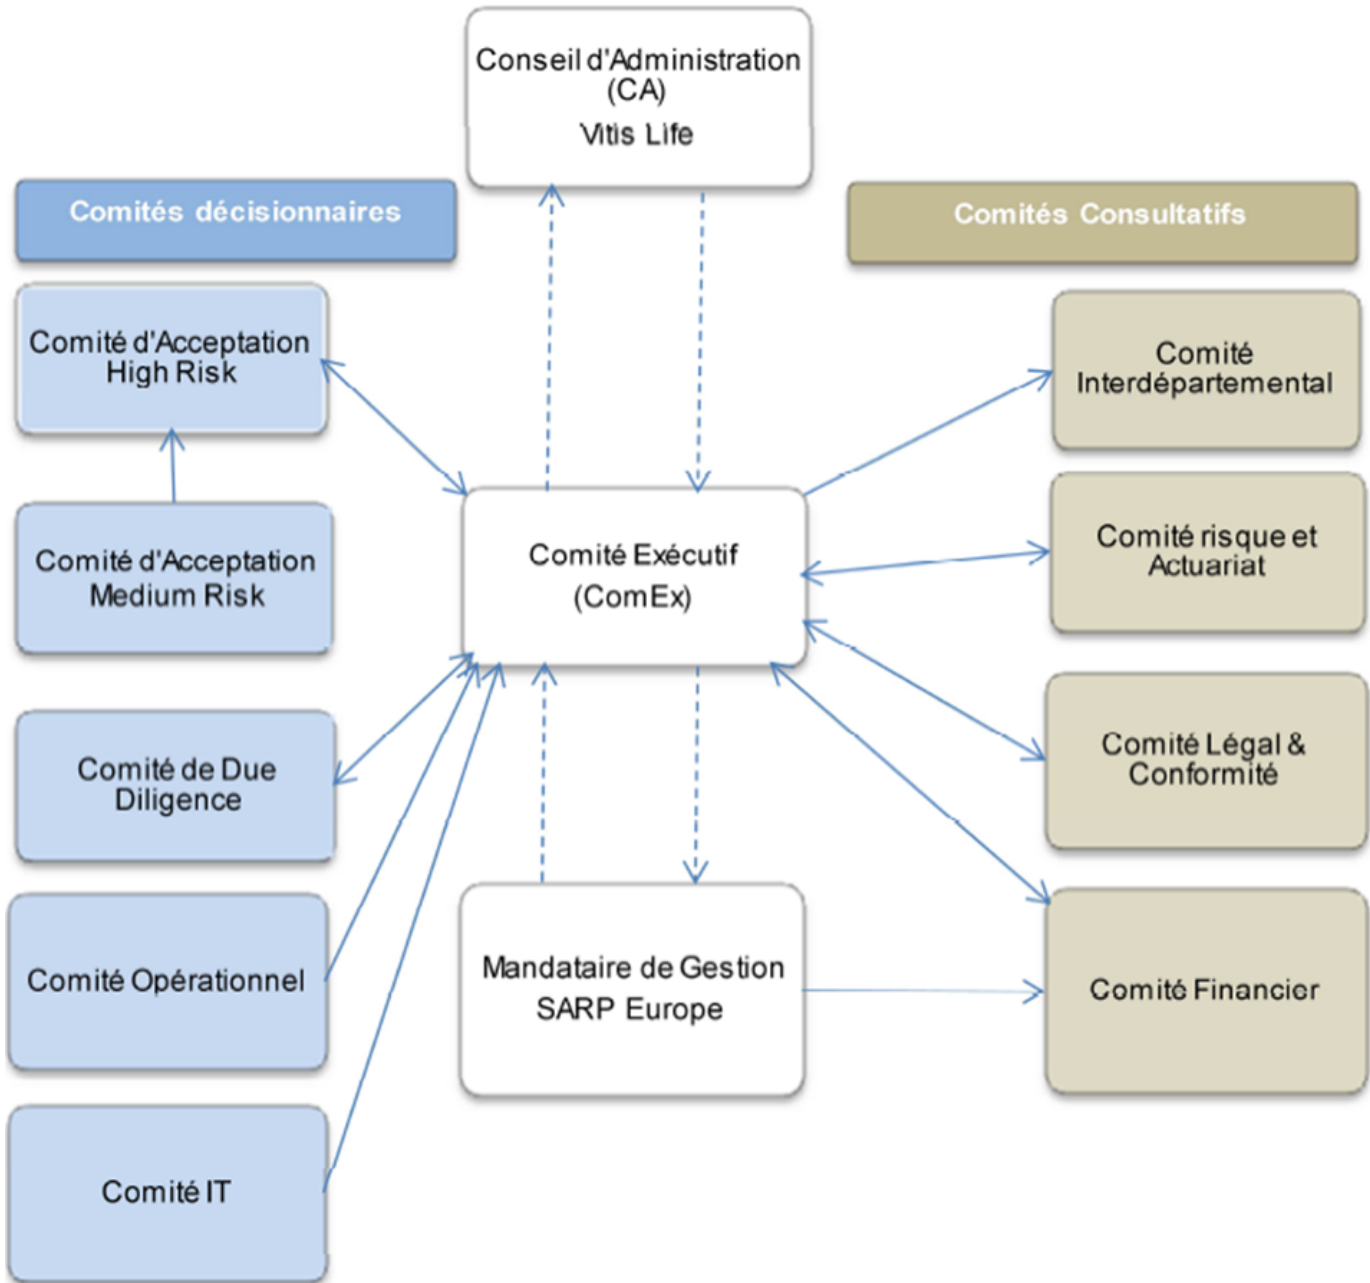 Conseil d'Administration
(CA)
Vitis Life
Comités décisionnaires
Comités Consultatifs
Comité d'Acceptation
High Risk
Comité
Interdépartemental
Comité d'Acceptation
Medium Risk
Comité Exécutif
(ComEx)
Comité risque et
Actuariat
Comité de Due
Diligence
Comité Légal &
Conformité
Comité Opérationnel
Mandataire de Gestion
SARP Europe
Comité Financier
Comité IT